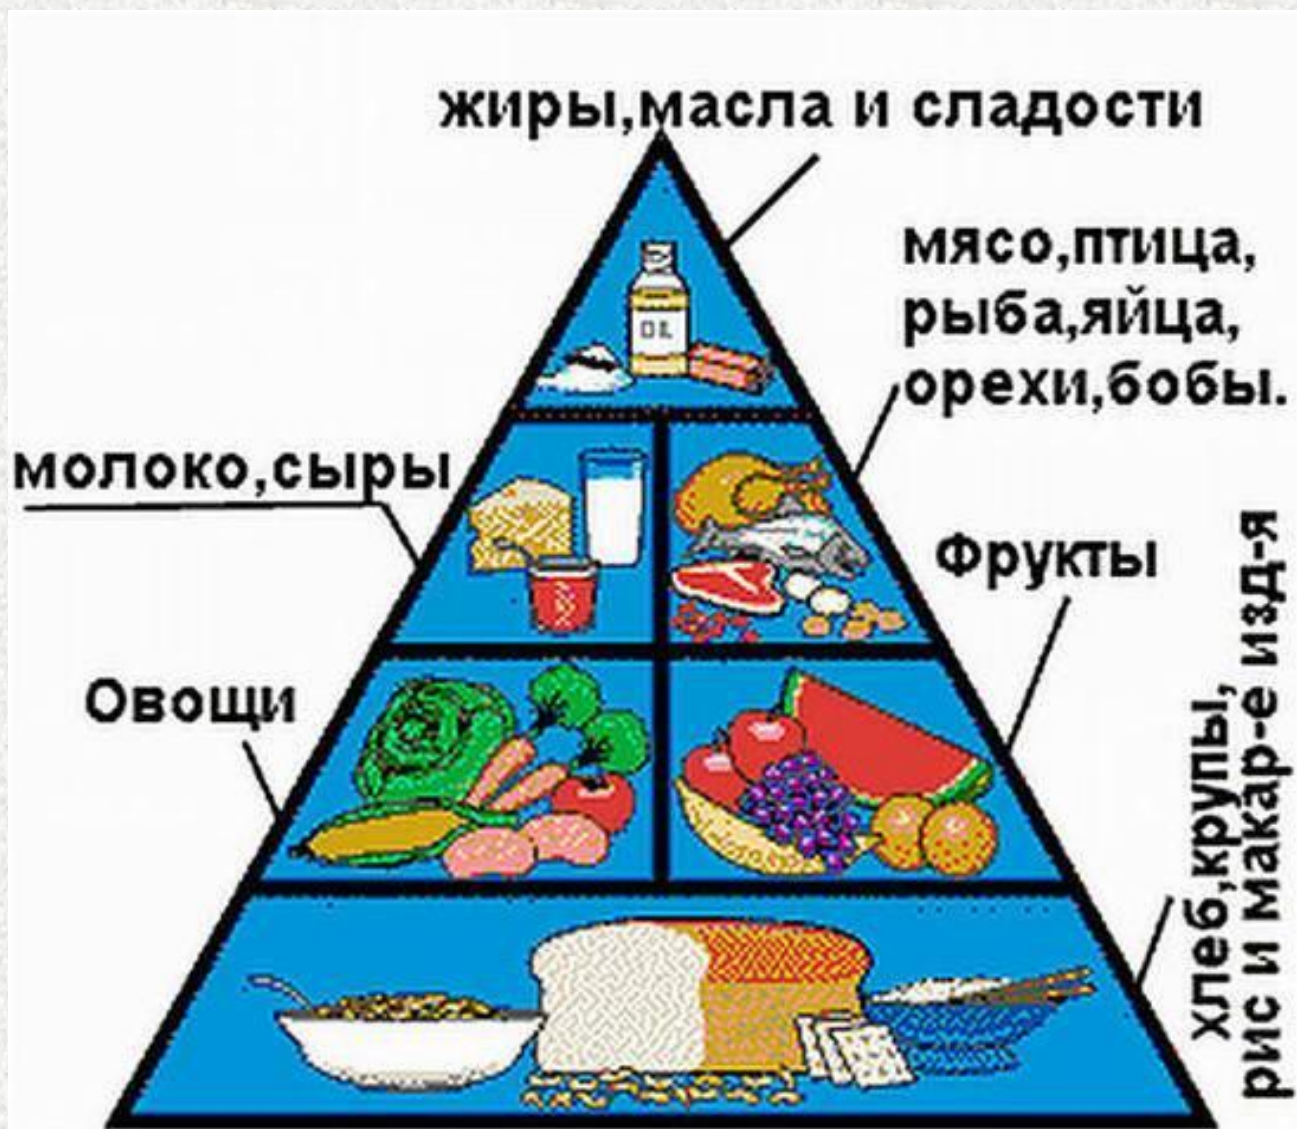 жиры,масла и сладости
OIL
мясо,птица,
рыба,яйца,
орехи,бобы.
молоко,сыры
Фрукты
Овощи
хлеб,крупы,
рис и макар-е изд-я